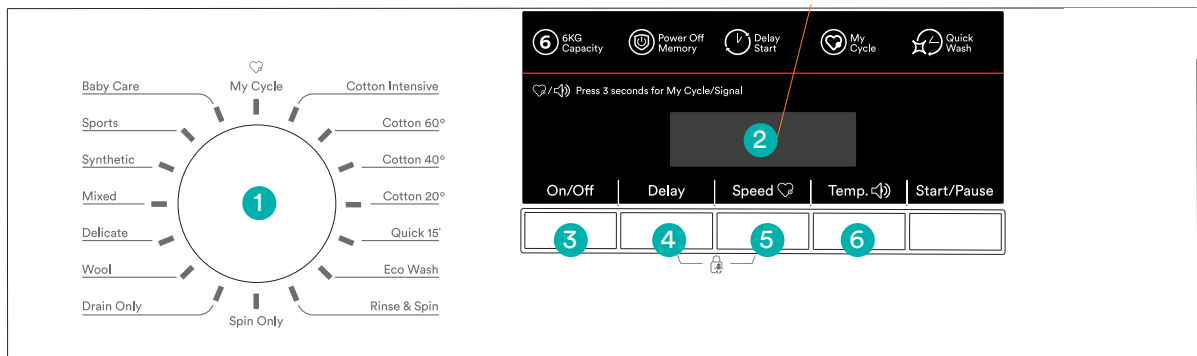 My Cycle
Baby Care
Sports
Synthetic
Mixed
Delicate
Wool
Drain Only
Spin Only
Cotton Intensive
Cotton 60°
Cotton 40°
Cotton 20°
Quick 15'
Eco Wash
Rinse & Spin
1
6 6KG
Capacity
Power Off
Memory
Delay
Start
My
Cycle
Quick
Wash
/ Press 3 seconds for My Cycle/Signal
2
On/Off Delay Speed Temp. Start/Pause
3 4 5 6